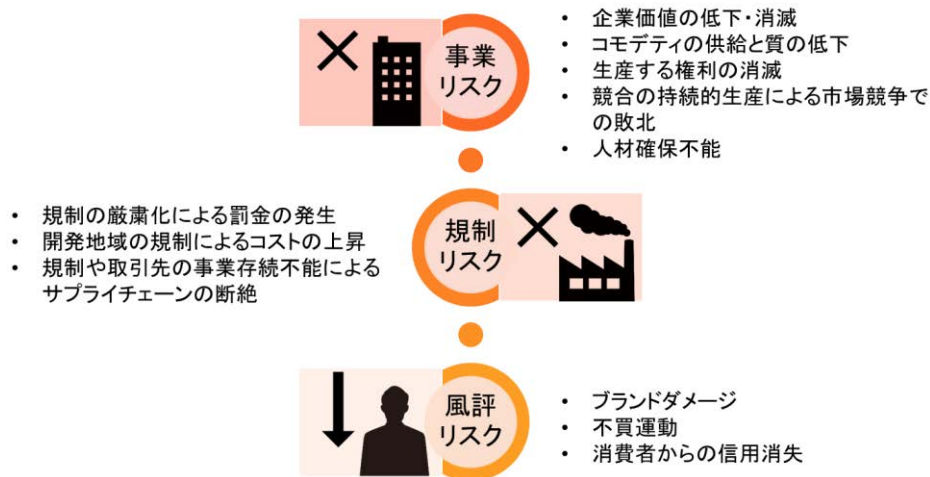 事業
リスク
• 企業価値の低下・消滅
• コモデティの供給と質の低下
• 生産する権利の消滅
• 競合の持続的生産による市場競争で
の敗北
• 人材確保不能
• 規制の厳粛化による罰金の発生
• 開発地域の規制によるコストの上昇
• 規制や取引先の事業存続不能による
サプライチェーンの断絶
規制
リスク
風評
リスク
• ブランドダメージ
• 不買運動
• 消費者からの信用消失